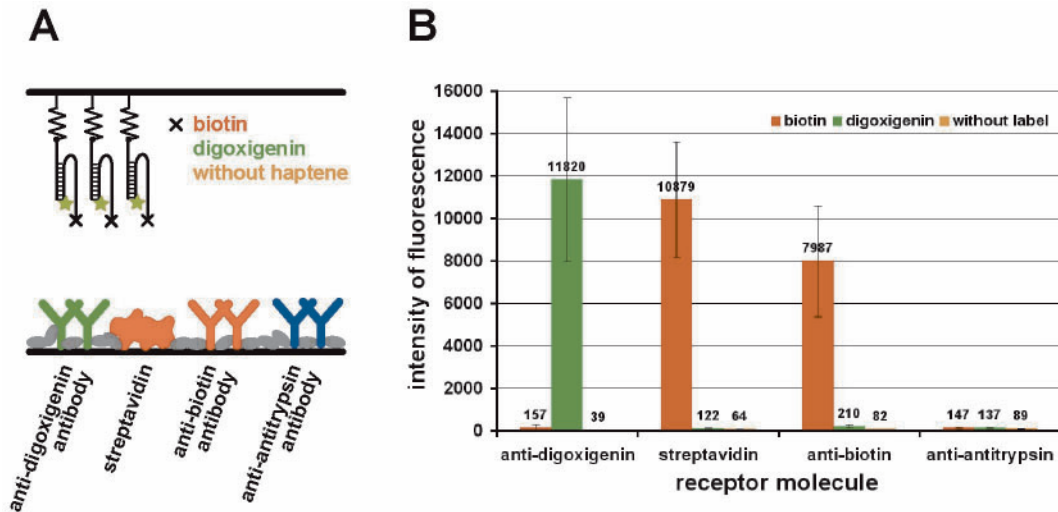 A
biotin
digoxigenin
without haptene
anti-digoxigenin
antibody
streptavidin
anti-biotin
antibody
anti-antitrypsin
antibody
B
intensity of fluorescence
16000
14000
12000
10000
8000
6000
4000
2000
0
biotin digoxigenin without label
157 11820 39
10879 122 64
7987 210 82
147 137 89
anti-digoxigenin streptavidin anti-biotin anti-antitrypsin
receptor molecule